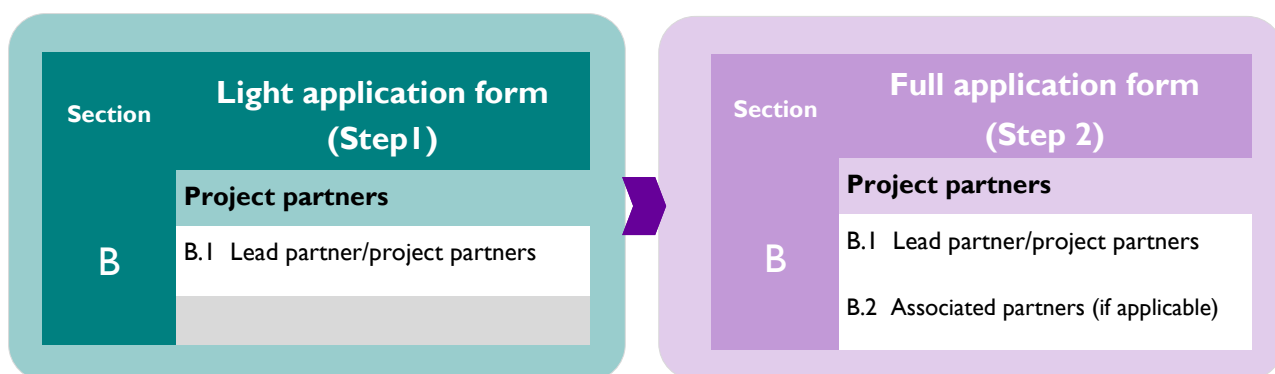 Section
Light application form
(Step1)
B
Project partners
B.1 Lead partner/project partners
Section
Full application form
(Step 2)
B
Project partners
B.1 Lead partner/project partners
B.2 Associated partners (if applicable)